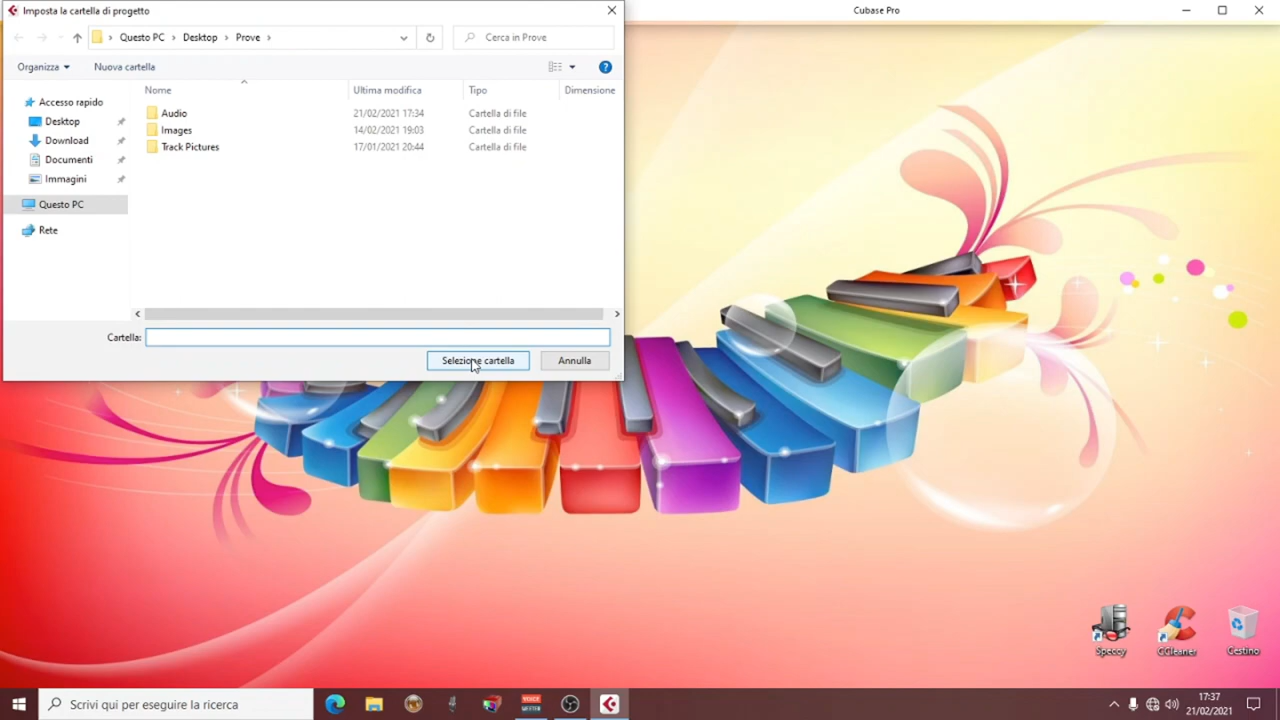 Imposta la cartella di progetto
Cubase Pro
Questo PC > Desktop > Prove >
Cerca in Prove
Organizza
Nuova cartella
Nome
Ultima modifica
Tipo
Dimensione
Accesso rapido
Desktop
Download
Documenti
Immagini
Questo PC
Rete
Audio 21/02/2021 17:34 Cartella di file
Images 14/02/2021 19:03 Cartella di file
Track Pictures 17/01/2021 20:44 Cartella di file
Cartella:
Selezione cartella
Annulla
Speccy
CCleaner
Cestino
Scrivi qui per eseguire la ricerca
17:37
21/02/2021